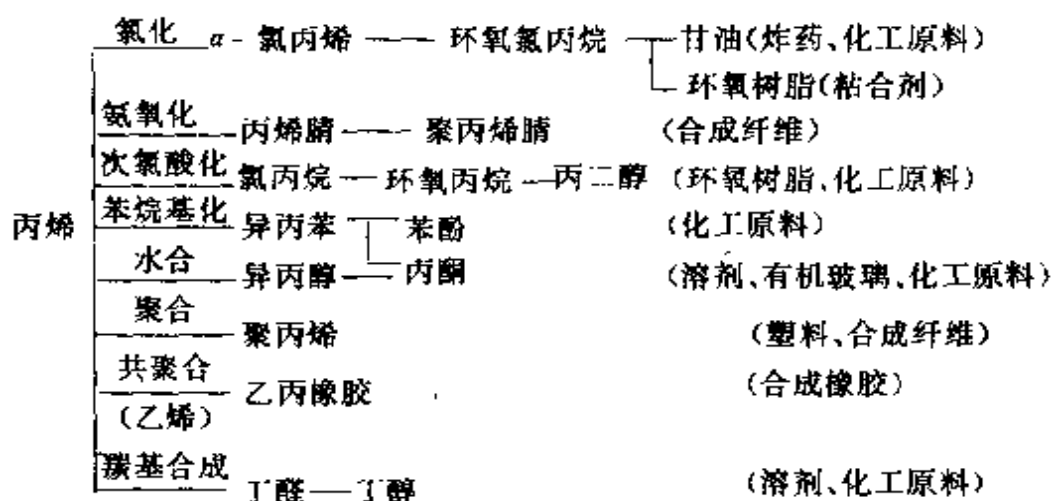 氯化 α-氯丙烯 环氧氯丙烷 甘油(炸药、化工原料)
环氧树脂(粘合剂)
氨氧化 丙烯腈 聚丙烯腈 (合成纤维)
次氯酸化 氯丙烷 环氧丙烷 丙二醇 (环氧树脂、化工原料)
丙烯 苯烷基化 异丙苯 苯酚 (化工原料)
水合 异丙醇 丙酮 (溶剂、有机玻璃、化工原料)
聚合 聚丙烯 (塑料、合成纤维)
共聚合 乙丙橡胶 (合成橡胶)
(乙烯)
羰基合成 丁醛 丁醇 (溶剂、化工原料)